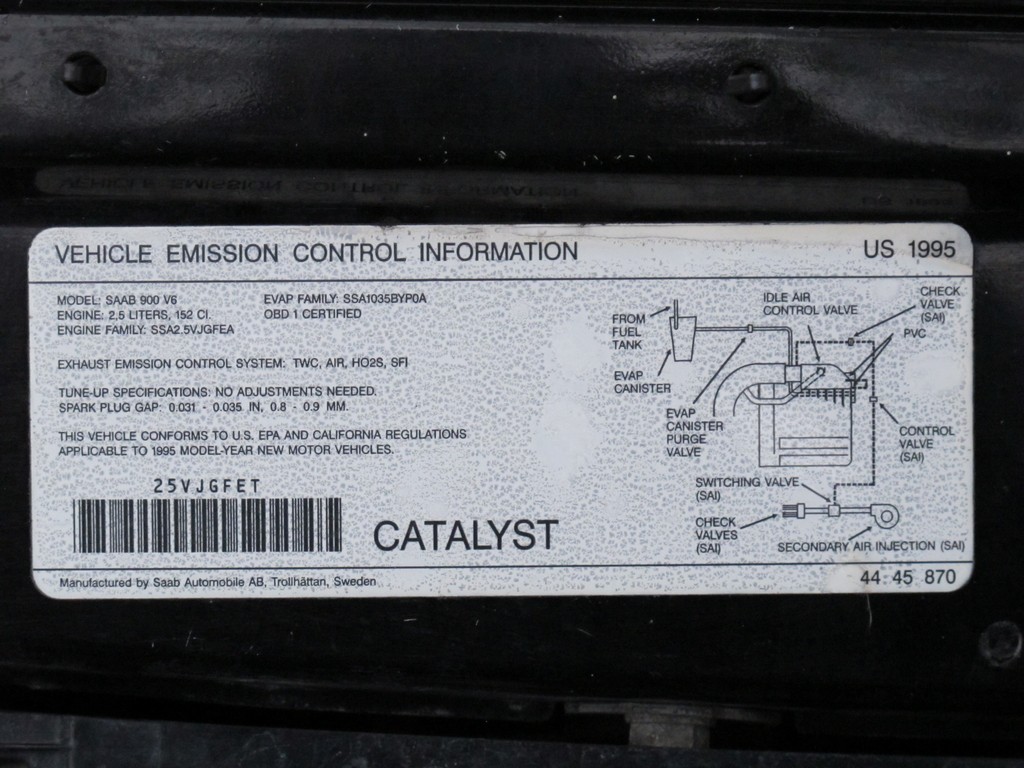 VEHICLE EMISSION CONTROL INFORMATION
US 1995
MODEL: SAAB 900 V6
ENGINE: 2,5 LITERS, 152 CI.
ENGINE FAMILY: SSA2.5VJGFEA
EVAP FAMILY: SSA1035BYP0A
OBD 1 CERTIFIED
EXHAUST EMISSION CONTROL SYSTEM: TWC, AIR, HO2S, SFI
TUNE-UP SPECIFICATIONS: NO ADJUSTMENTS NEEDED.
SPARK PLUG GAP: 0.031 - 0.035 IN, 0.8 - 0.9 MM.
THIS VEHICLE CONFORMS TO U.S. EPA AND CALIFORNIA REGULATIONS
APPLICABLE TO 1995 MODEL-YEAR NEW MOTOR VEHICLES.
25VJGFET
CATALYST
FROM
FUEL
TANK
EVAP
CANISTER
IDLE AIR
CONTROL VALVE
CHECK
VALVE
(SAI)
PVC
EVAP
CANISTER
PURGE
VALVE
CONTROL
VALVE
(SAI)
SWITCHING VALVE
(SAI)
CHECK
VALVES
(SAI)
SECONDARY AIR INJECTION (SAI)
Manufactured by Saab Automobile AB, Trollhättan, Sweden
44 45 870